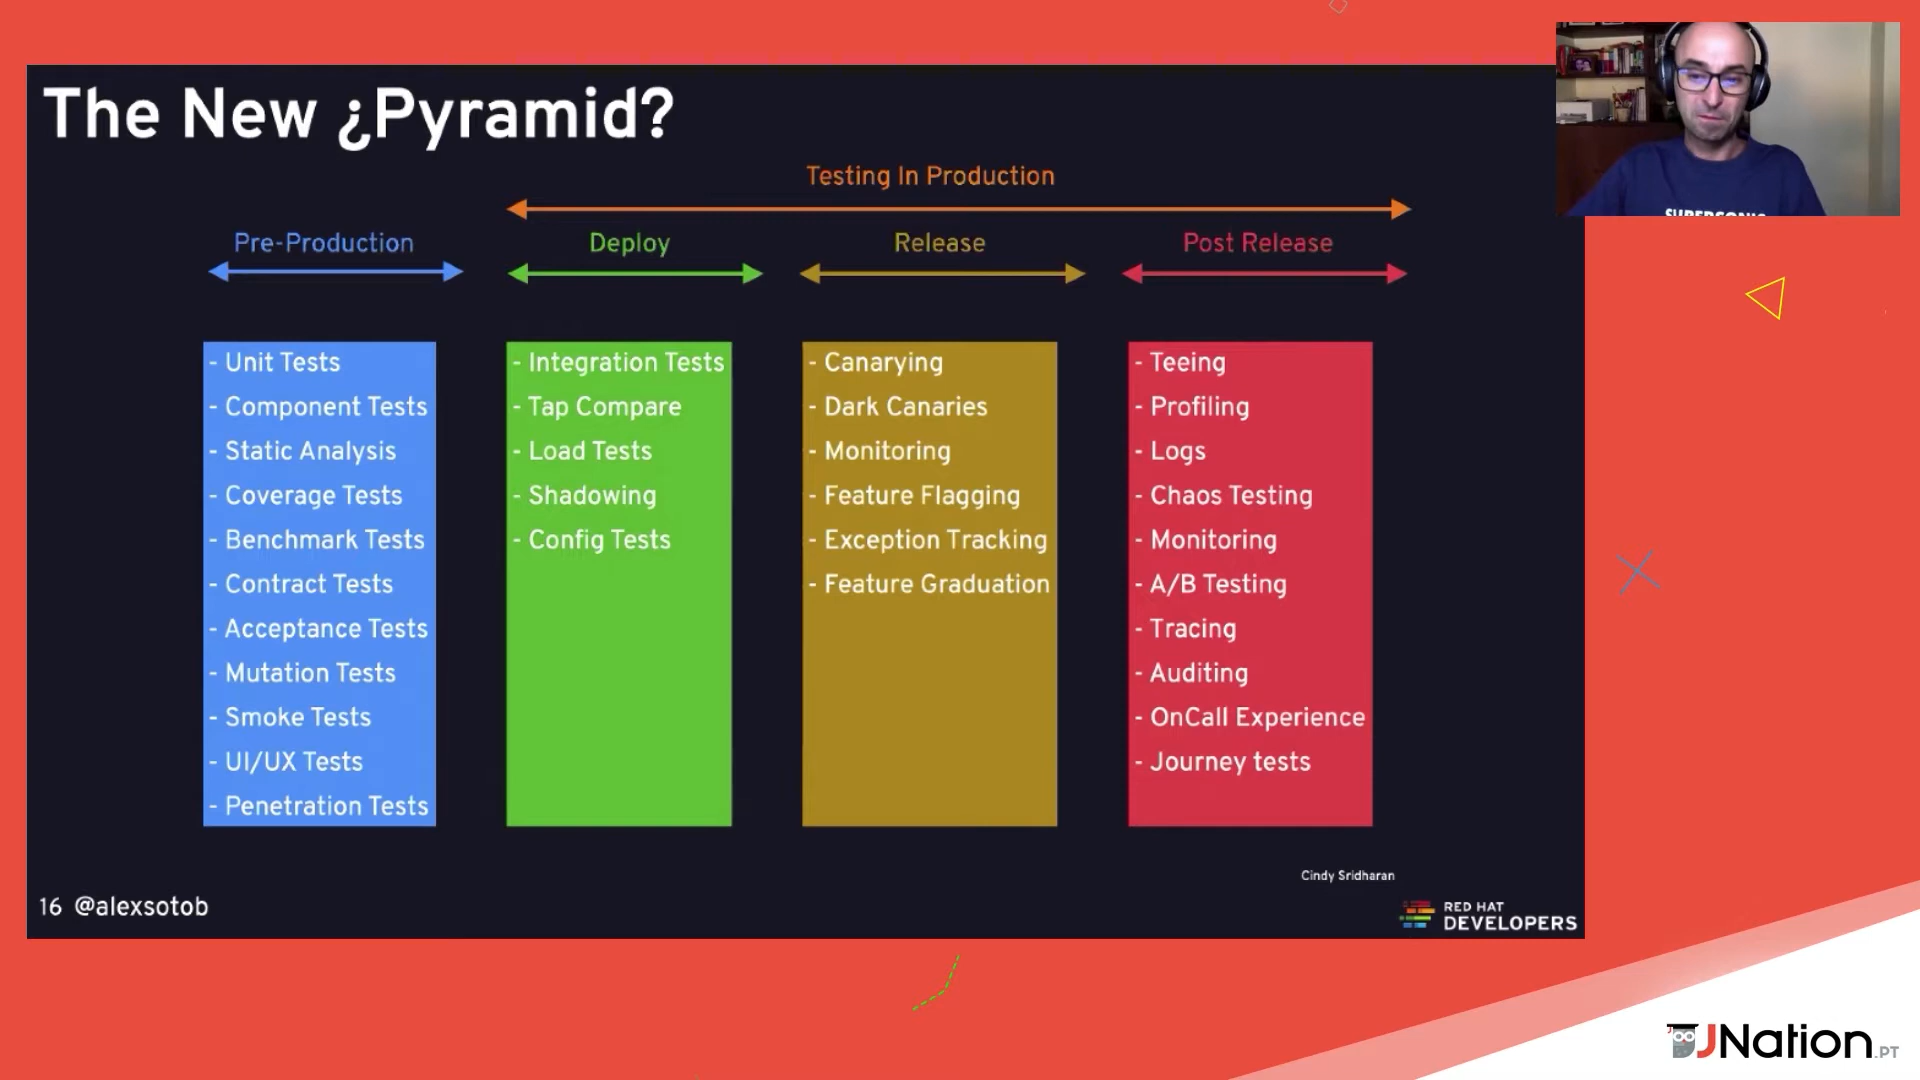 The New ¿Pyramid?
Testing In Production
Pre-Production
Deploy
Release
Post Release
- Unit Tests
- Component Tests
- Static Analysis
- Coverage Tests
- Benchmark Tests
- Contract Tests
- Acceptance Tests
- Mutation Tests
- Smoke Tests
- UI/UX Tests
- Penetration Tests
- Integration Tests
- Tap Compare
- Load Tests
- Shadowing
- Config Tests
- Canarying
- Dark Canaries
- Monitoring
- Feature Flagging
- Exception Tracking
- Feature Graduation
- Teeing
- Profiling
- Logs
- Chaos Testing
- Monitoring
- A/B Testing
- Tracing
- Auditing
- OnCall Experience
- Journey tests
Cindy Sridharan
16 @alexsotob
RED HAT
DEVELOPERS
SUPERSONIC
JNation.PT